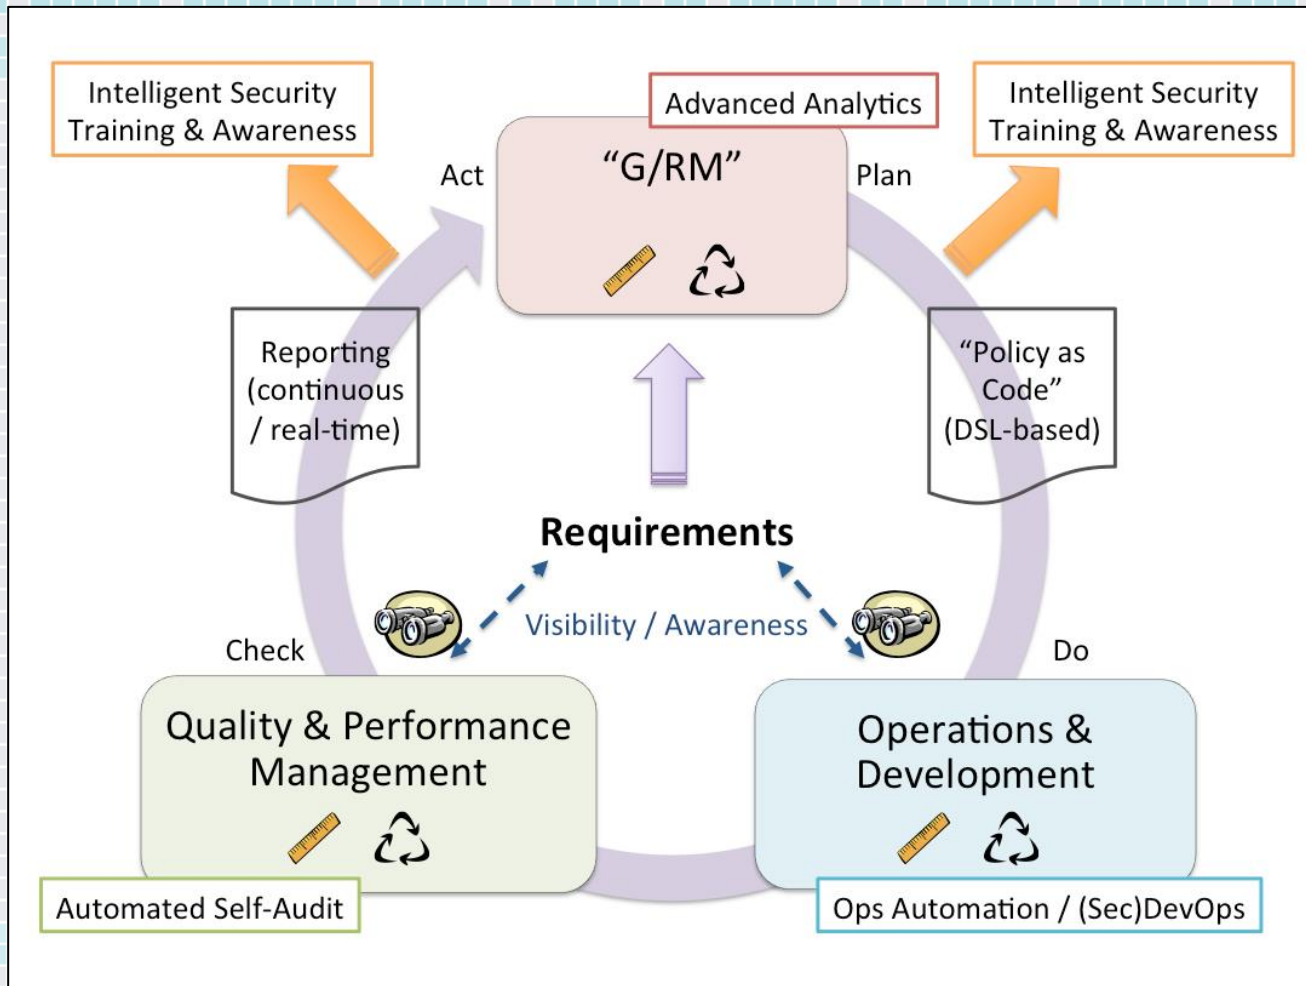 Intelligent Security
Training & Awareness
Advanced Analytics
Intelligent Security
Training & Awareness
“G/RM”
Act
Plan
Reporting
(continuous
/ real-time)
“Policy as
Code”
(DSL-based)
Requirements
Visibility / Awareness
Check
Do
Quality & Performance
Management
Operations &
Development
Automated Self-Audit
Ops Automation / (Sec)DevOps